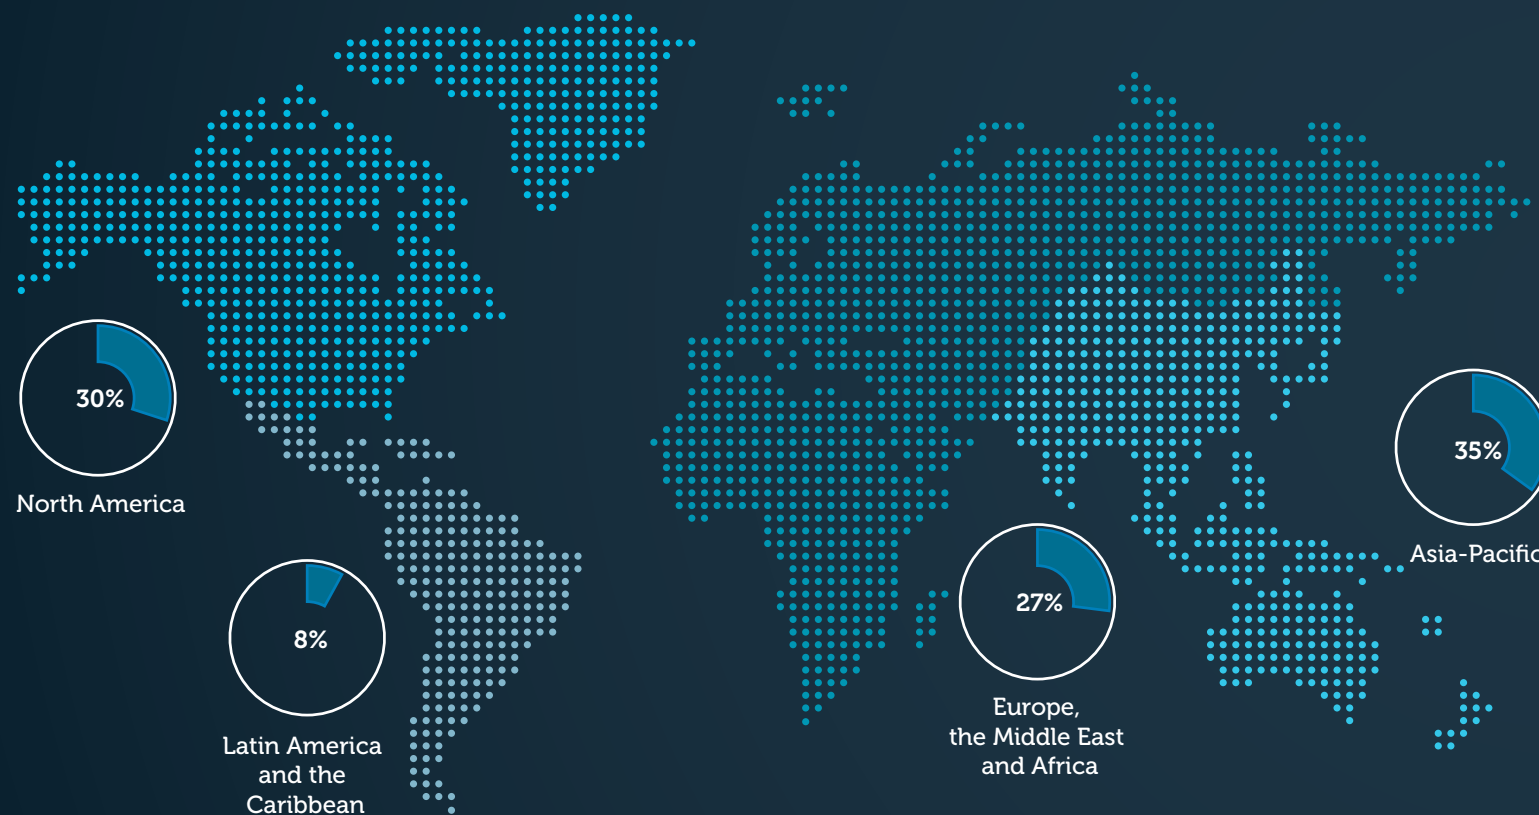 30%
North America
8%
Latin America
and the
Caribbean
27%
Europe,
the Middle East
and Africa
35%
Asia-Pacific